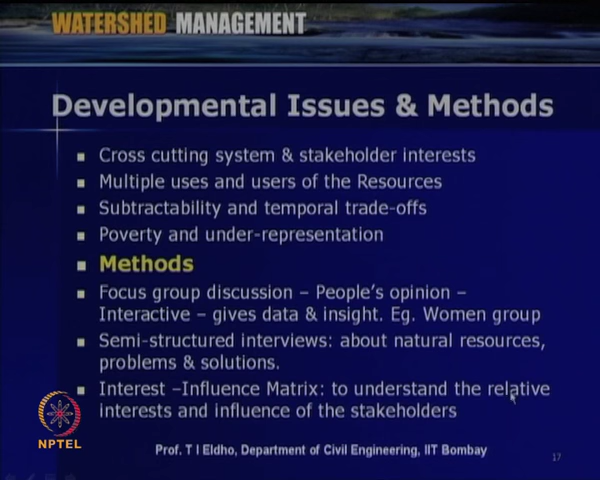 WATERSHED MANAGEMENT
Developmental Issues & Methods
Cross cutting system & stakeholder interests
Multiple uses and users of the Resources
Subtractability and temporal trade-offs
Poverty and under-representation
Methods
Focus group discussion – People's opinion –
Interactive – gives data & insight. Eg. Women group
Semi-structured interviews: about natural resources,
problems & solutions.
Interest –Influence Matrix: to understand the relative
interests and influence of the stakeholders
NPTEL
Prof. T I Eldho, Department of Civil Engineering, IIT Bombay
17